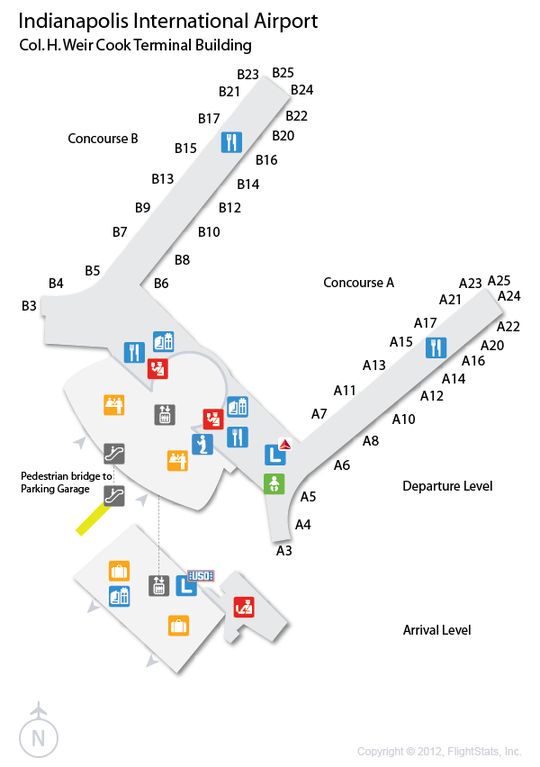 Indianapolis International Airport
Col. H. Weir Cook Terminal Building
B23
B25
B21
B24
B17
B22
B20
Concourse B
B15
B16
B13
B14
B9
B12
B7
B10
B8
B5
B4
B6
B3
Concourse A
A23
A25
A21
A24
A17
A22
A15
A20
A13
A16
A14
A11
A12
A7
A10
A8
L
A6
Pedestrian bridge to
Parking Garage
Departure Level
A5
A4
A3
USO
L
Arrival Level
N
Copyright © 2012, FlightStats, Inc.